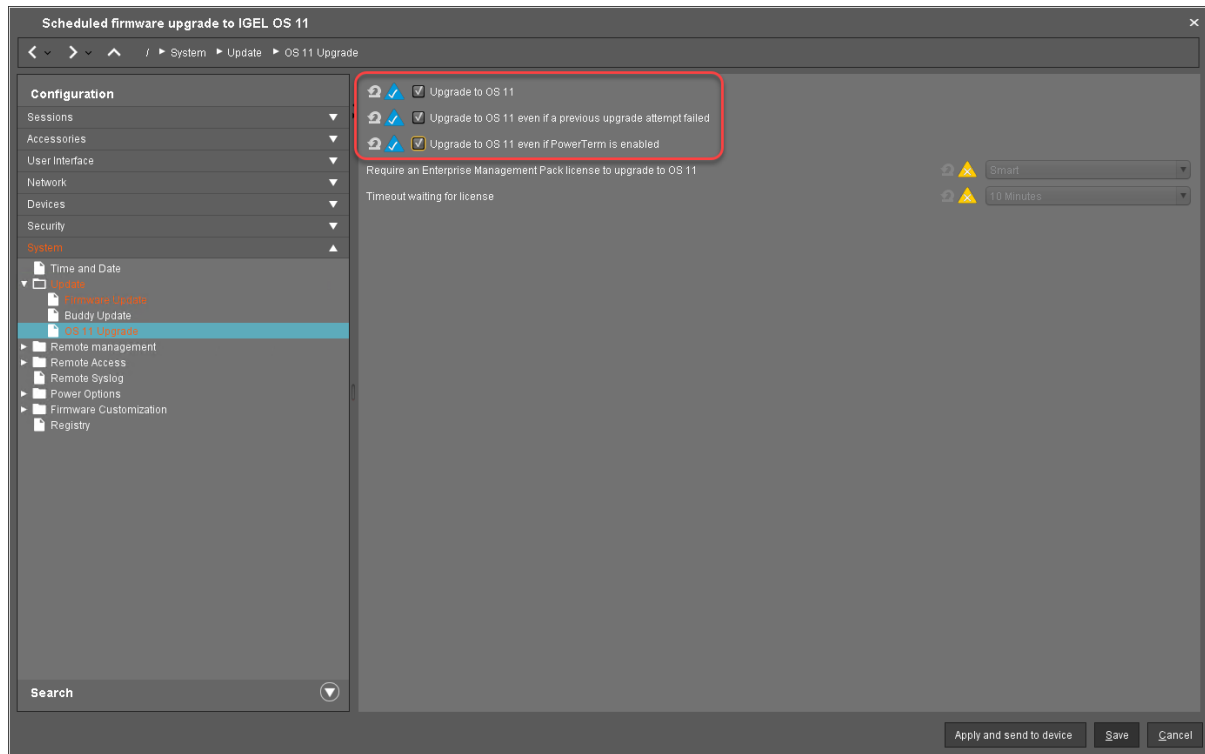 Scheduled firmware upgrade to IGEL OS 11
/ System Update OS 11 Upgrade
Configuration
Sessions
Accessories
User Interface
Network
Devices
Security
System
Time and Date
Update
Firmware Update
Buddy Update
OS 11 Upgrade
Remote management
Remote Access
Remote Syslog
Power Options
Firmware Customization
Registry
Search
Upgrade to OS 11
Upgrade to OS 11 even if a previous upgrade attempt failed
Upgrade to OS 11 even if PowerTerm is enabled
Require an Enterprise Management Pack license to upgrade to OS 11 Smart
Timeout waiting for license 10 Minutes
Apply and send to device Save Cancel